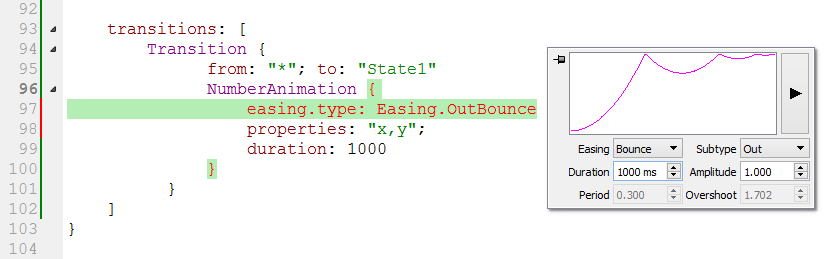 92
93 transitions: [
94 Transition {
95 from: "*"; to: "State1"
96 NumberAnimation {
97 easing.type: Easing.OutBounce
98 properties: "x,y";
99 duration: 1000
100 }
101 }
102 ]
103 }
104
Easing Bounce Subtype Out
Duration 1000 ms Amplitude 1.000
Period 0.300 Overshoot 1.702